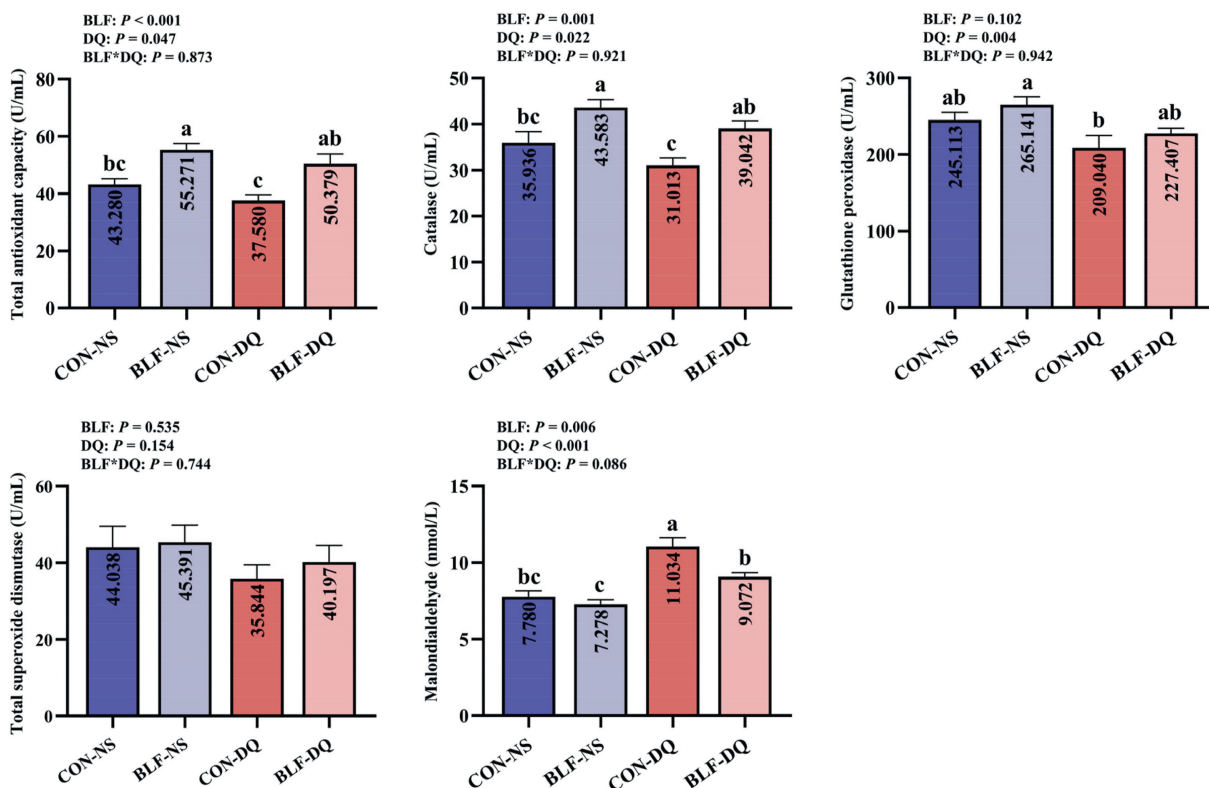 BLF: P < 0.001
DQ: P = 0.047
BLF*DQ: P = 0.873
Total antioxidant capacity (U/mL)
80
60
40
20
0
bc
a
c
ab
43.280
55.271
37.580
50.379
CON-NS
BLF-NS
CON-DQ
BLF-DQ
BLF: P = 0.001
DQ: P = 0.022
BLF*DQ: P = 0.921
Catalase (U/mL)
50
40
30
20
10
0
bc
a
c
ab
35.936
43.583
31.013
39.042
CON-NS
BLF-NS
CON-DQ
BLF-DQ
BLF: P = 0.102
DQ: P = 0.004
BLF*DQ: P = 0.942
Glutathione peroxidase (U/mL)
300
200
100
0
ab
a
b
ab
245.113
265.141
209.040
227.407
CON-NS
BLF-NS
CON-DQ
BLF-DQ
BLF: P = 0.535
DQ: P = 0.154
BLF*DQ: P = 0.744
Total superoxide dismutase (U/mL)
60
40
20
0
44.038
45.391
35.844
40.197
CON-NS
BLF-NS
CON-DQ
BLF-DQ
BLF: P = 0.006
DQ: P < 0.001
BLF*DQ: P = 0.086
Malondialdehyde (nmol/L)
15
10
5
0
bc
c
a
b
7.780
7.278
11.034
9.072
CON-NS
BLF-NS
CON-DQ
BLF-DQ